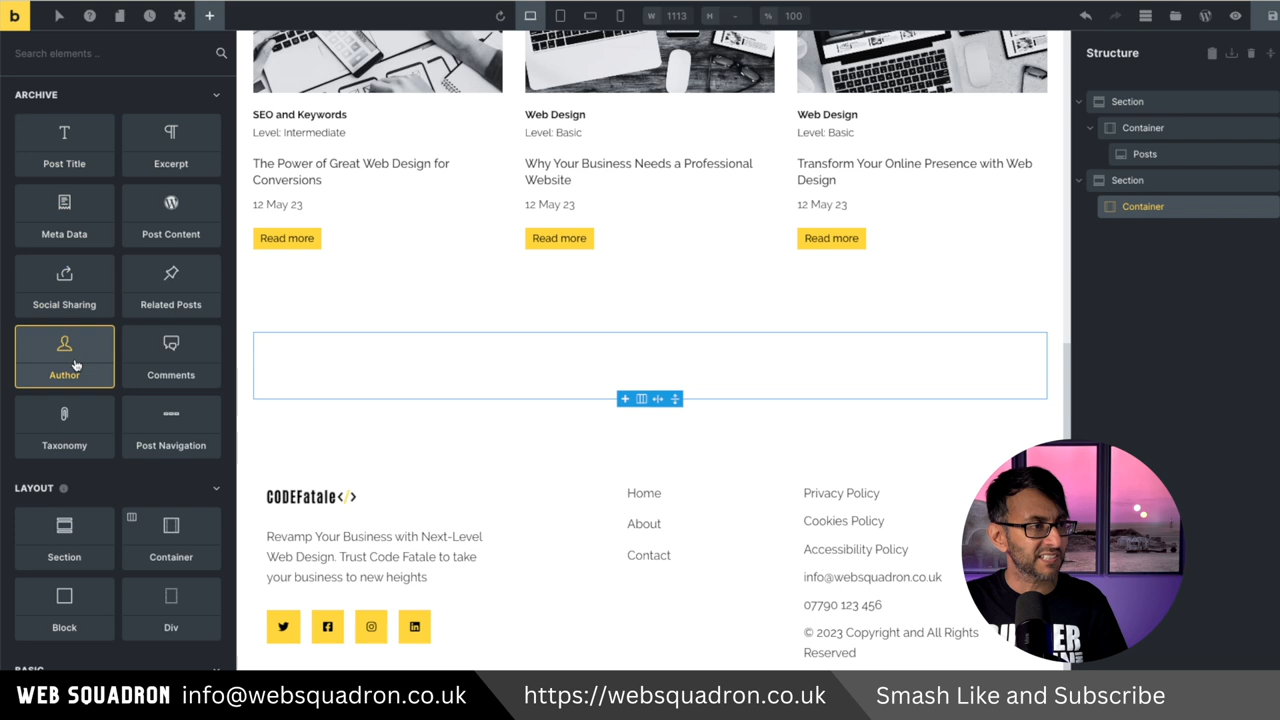 b
W 1113 H - % 100
Search elements ..
ARCHIVE
Post Title
Excerpt
Meta Data
Post Content
Social Sharing
Related Posts
Author
Comments
Taxonomy
Post Navigation
LAYOUT
Section
Container
Block
Div
BASIC
SEO and Keywords
Level: Intermediate
The Power of Great Web Design for
Conversions
12 May 23
Read more
Web Design
Level: Basic
Why Your Business Needs a Professional
Website
12 May 23
Read more
Web Design
Level: Basic
Transform Your Online Presence with Web
Design
12 May 23
Read more
CODEFatale</>
Revamp Your Business with Next-Level
Web Design. Trust Code Fatale to take
your business to new heights
Home
About
Contact
Privacy Policy
Cookies Policy
Accessibility Policy
info@websquadron.co.uk
07790 123 456
© 2023 Copyright and All Rights
Reserved
Structure
Section
Container
Posts
Section
Container
WEB SQUADRON info@websquadron.co.uk https://websquadron.co.uk Smash Like and Subscribe